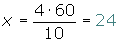 x = 4·60/10 = 24